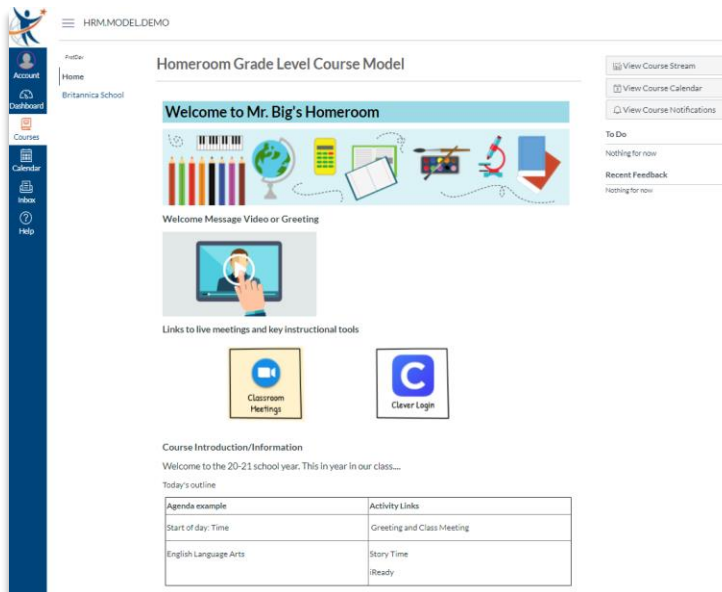 HRM.MODEL.DEMO
Account
Dashboard
Courses
Calendar
Inbox
Help
Home
Britannica School
Homeroom Grade Level Course Model
Welcome to Mr. Big's Homeroom
Welcome Message Video or Greeting
Links to live meetings and key instructional tools
Classroom
Meetings
C
Clever Login
Course Introduction/Information
Welcome to the 20-21 school year. This in year in our class....
Today's outline
Agenda example Activity Links
Start of day: Time Greeting and Class Meeting
English Language Arts Story Time
iReady
View Course Stream
View Course Calendar
View Course Notifications
To Do
Nothing for now
Recent Feedback
Nothing for now